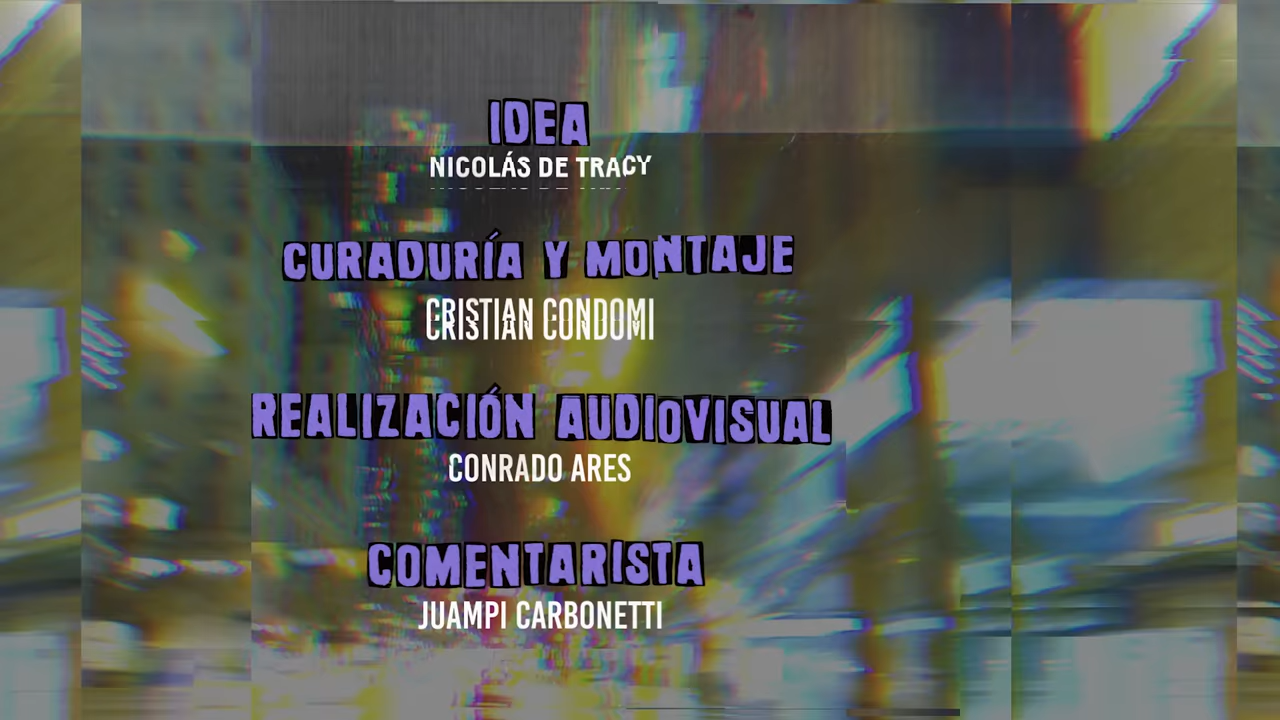 IDEA
NICOLÁS DE TRACY
CURADURÍA Y MONTAJE
CRISTIAN CONDOMI
REALIZACIÓN AUDIOVISUAL
CONRADO ARES
COMENTARISTA
JUAMPI CARBONETTI